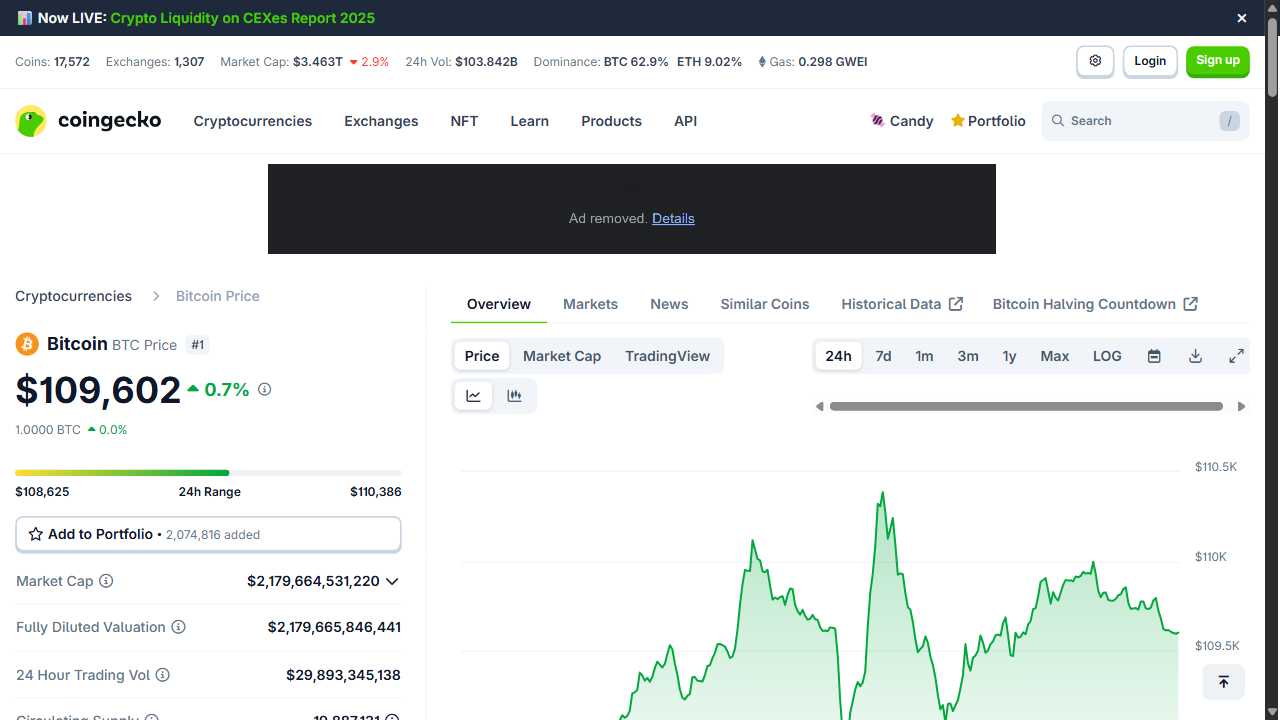 Now LIVE: Crypto Liquidity on CEXes Report 2025
Coins: 17,572 Exchanges: 1,307 Market Cap: $3.463T 2.9% 24h Vol: $103.842B Dominance: BTC 62.9% ETH 9.02% Gas: 0.298 GWEI
Login
Sign up
coingecko
Cryptocurrencies Exchanges NFT Learn Products API
Candy Portfolio
Search /
Ad removed. Details
Cryptocurrencies Bitcoin Price
Bitcoin BTC Price #1
$109,602 0.7%
1.0000 BTC 0.0%
$108,625 24h Range $110,386
Add to Portfolio • 2,074,816 added
Market Cap $2,179,664,531,220
Fully Diluted Valuation $2,179,665,846,441
24 Hour Trading Vol $29,893,345,138
Circulating Supply 19,887,131
Overview Markets News Similar Coins Historical Data Bitcoin Halving Countdown
Price Market Cap TradingView
24h 7d 1m 3m 1y Max LOG
$110.5K
$110K
$109.5K